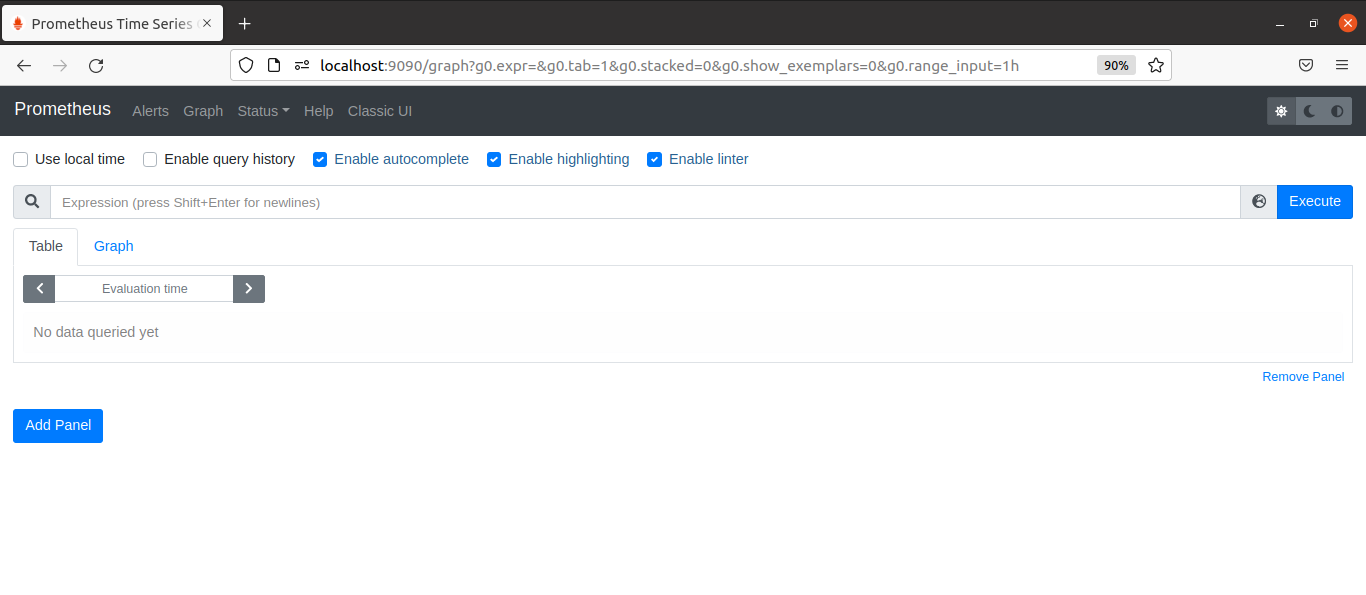 Prometheus Time Series
localhost:9090/graph?g0.expr=&g0.tab=1&g0.stacked=0&g0.show_exemplars=0&g0.range_input=1h 90%
Prometheus Alerts Graph Status Help Classic UI
Use local time Enable query history Enable autocomplete Enable highlighting Enable linter
Expression (press Shift+Enter for newlines) Execute
Table Graph
Evaluation time
No data queried yet
Remove Panel
Add Panel